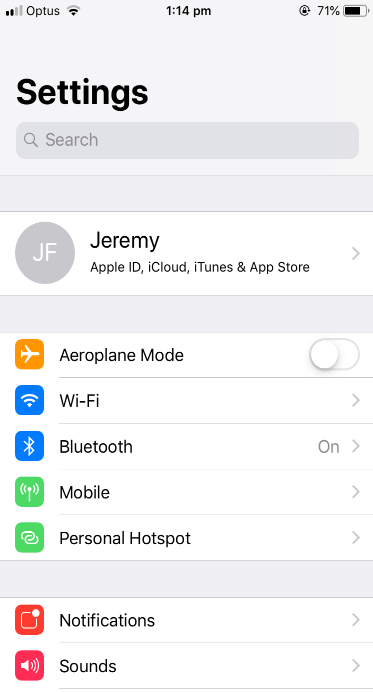 Optus 1:14 pm 71%
Settings
Search
JF
Jeremy
Apple ID, iCloud, iTunes & App Store
Aeroplane Mode
Wi-Fi
Bluetooth On
Mobile
Personal Hotspot
Notifications
Sounds